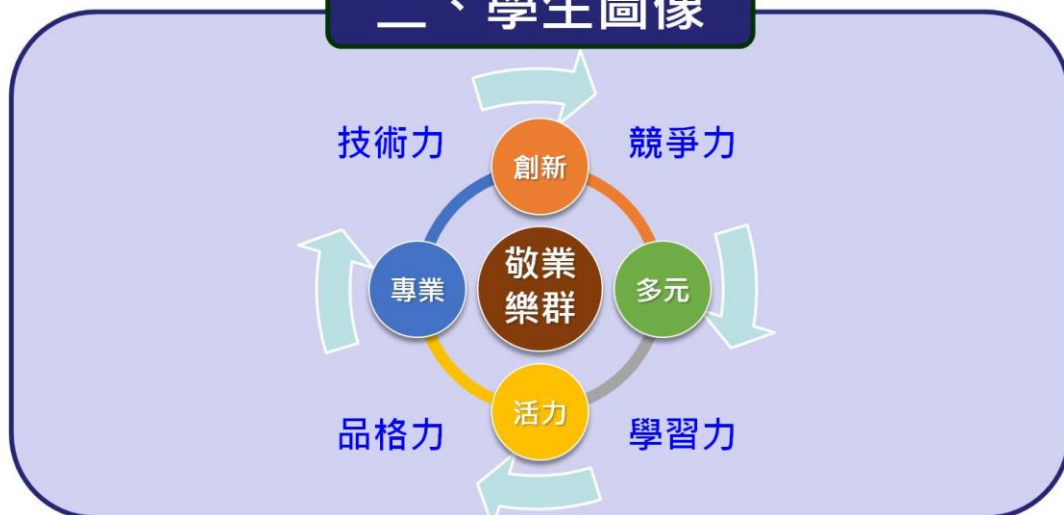 二、學生圖像
技術力
競爭力
創新
專業
敬業
樂群
多元
活力
品格力
學習力